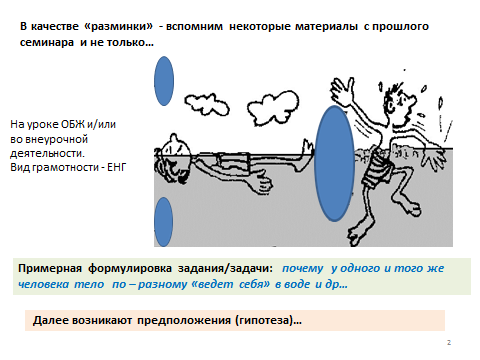 В качестве «разминки» - вспомним некоторые материалы с прошлого
семинара и не только…
На уроке ОБЖ и/или
во внеурочной
деятельности.
Вид грамотности - ЕНГ
Примерная формулировка задания/задачи: почему у одного и того же
человека тело по – разному «ведет себя» в воде и др…
Далее возникают предположения (гипотеза)…
2